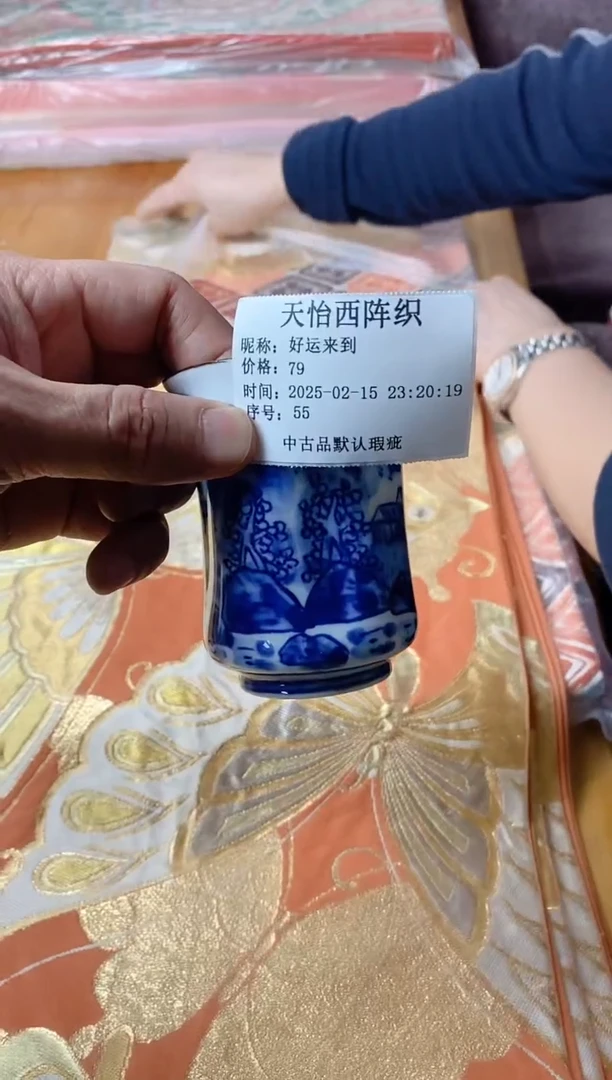 天怡西阵织
昵称：好运来到
价格：79
时间：2025-02-15 23:20:19
序号：55
中古品默认瑕疵